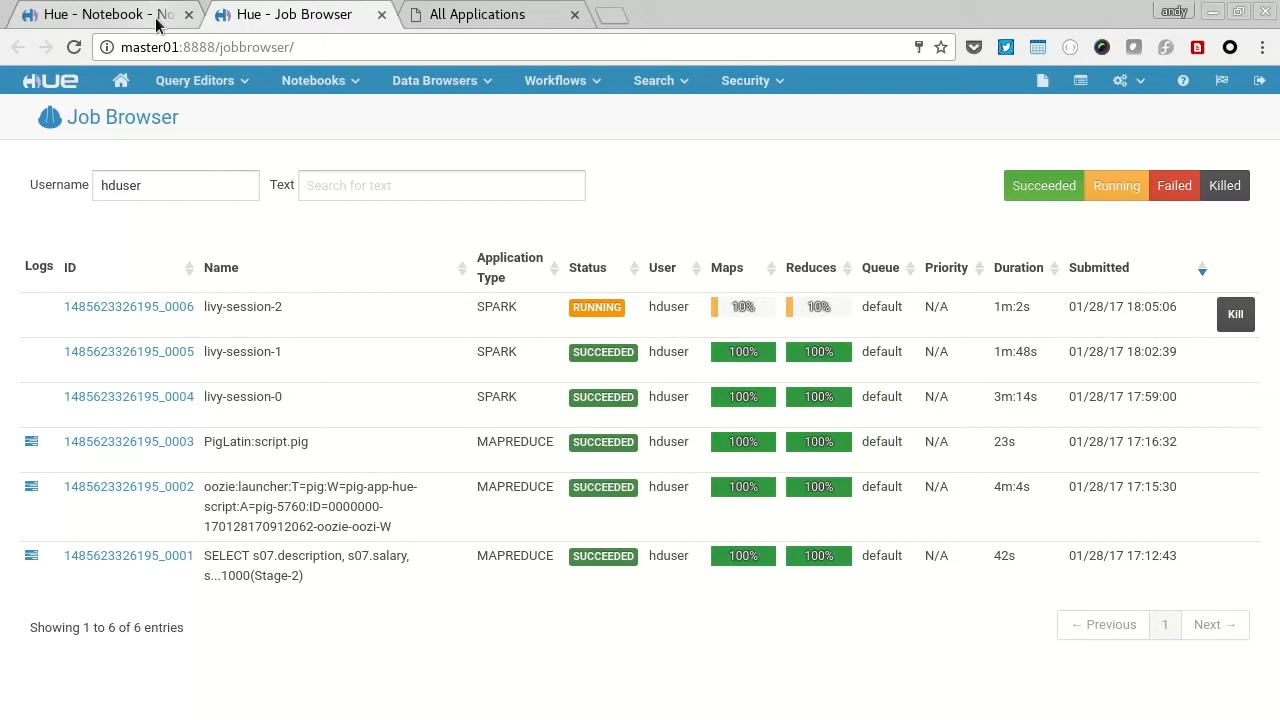 Hue - Notebook - No
Hue - Job Browser
All Applications
andy
master01:8888/jobbrowser/
HUE
Query Editors
Notebooks
Data Browsers
Workflows
Search
Security
Job Browser
Username
hduser
Text
Search for text
Succeeded
Running
Failed
Killed
Logs
ID
Name
Application
Type
Status
User
Maps
Reduces
Queue
Priority
Duration
Submitted
1485623326195_0006 livy-session-2 SPARK RUNNING hduser 10% 10% default N/A 1m:2s 01/28/17 18:05:06 Kill
1485623326195_0005 livy-session-1 SPARK SUCCEEDED hduser 100% 100% default N/A 1m:48s 01/28/17 18:02:39
1485623326195_0004 livy-session-0 SPARK SUCCEEDED hduser 100% 100% default N/A 3m:14s 01/28/17 17:59:00
1485623326195_0003 PigLatin:script.pig MAPREDUCE SUCCEEDED hduser 100% 100% default N/A 23s 01/28/17 17:16:32
1485623326195_0002 oozie:launcher:T=pig:W=pig-app-hue- MAPREDUCE SUCCEEDED hduser 100% 100% default N/A 4m:4s 01/28/17 17:15:30
script:A=pig-5760:ID=0000000-
170128170912062-oozie-oozi-W
1485623326195_0001 SELECT s07.description, s07.salary, MAPREDUCE SUCCEEDED hduser 100% 100% default N/A 42s 01/28/17 17:12:43
s...1000(Stage-2)
Showing 1 to 6 of 6 entries
← Previous
1
Next →